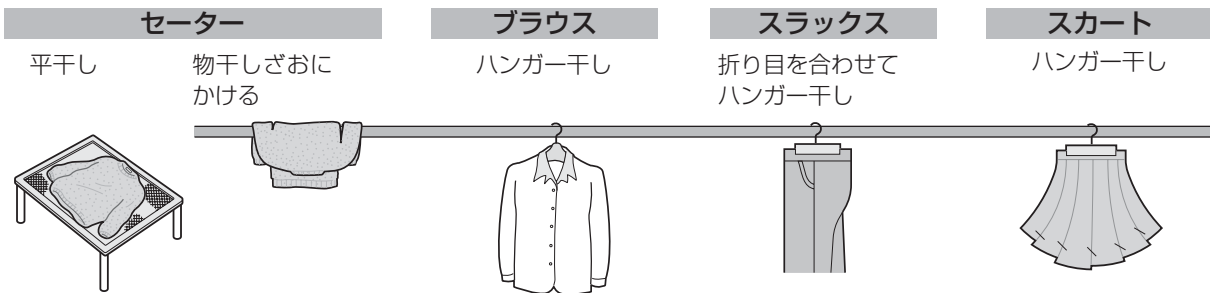 セーター
平干し
物干しざおに
かける
ブラウス
ハンガー干し
スラックス
折り目を合わせて
ハンガー干し
スカート
ハンガー干し